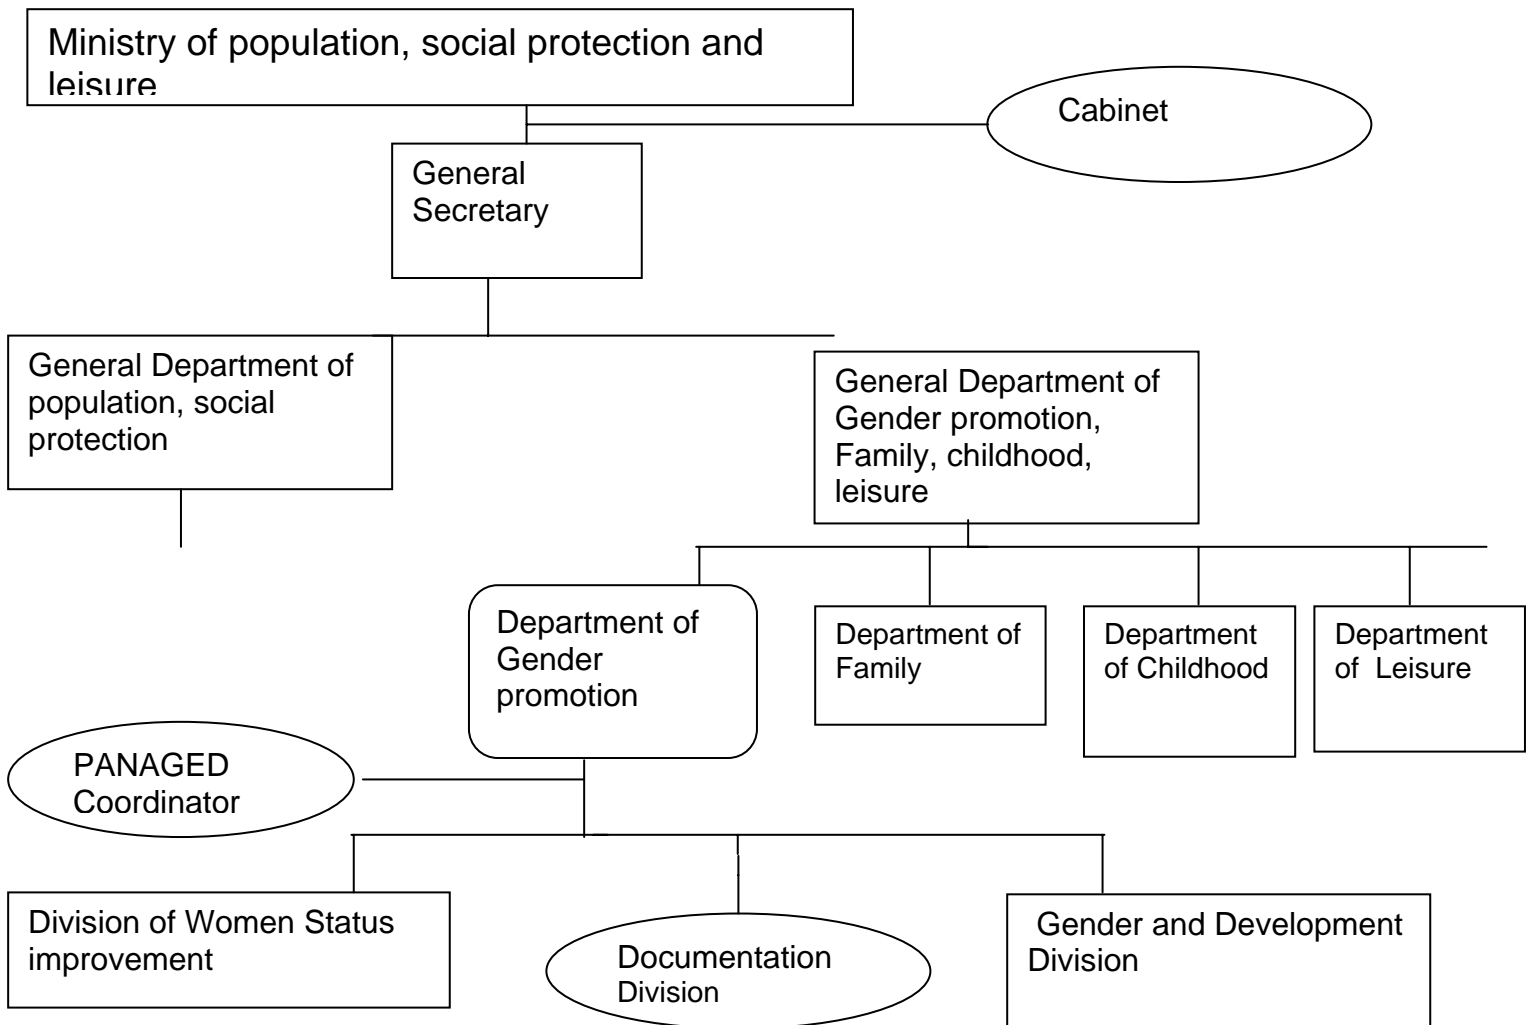 Ministry of population, social protection and
leisure
Cabinet
General
Secretary
General Department of
population, social
protection
General Department of
Gender promotion,
Family, childhood,
leisure
Department of
Gender
promotion
Department of
Family
Department
of Childhood
Department
of Leisure
PANAGED
Coordinator
Division of Women Status
improvement
Documentation
Division
Gender and Development
Division